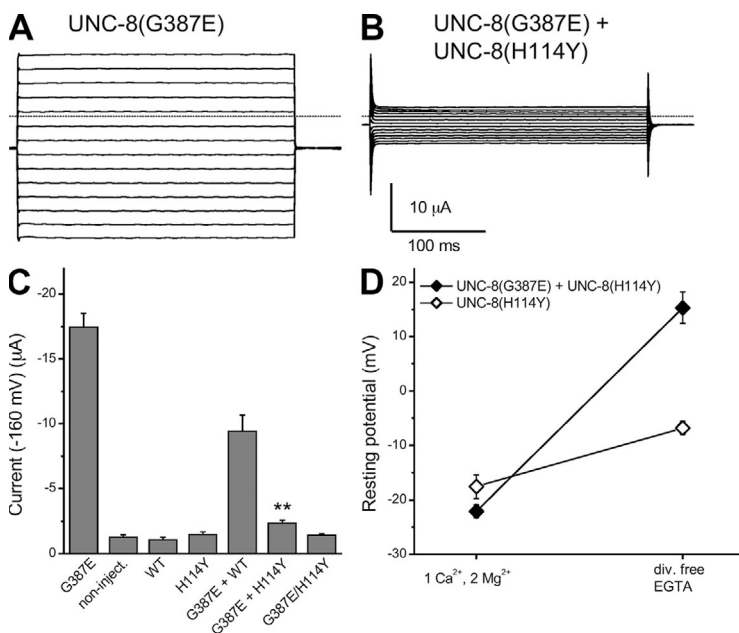 A
UNC-8(G387E)
B
UNC-8(G387E) +
UNC-8(H114Y)
10 μA
100 ms
C
Current (-160 mV) (μA)
-20
-15
-10
-5
0
**
G387E
non-inject.
WT
H114Y
G387E + WT
G387E + H114Y
G387E/H114Y
D
UNC-8(G387E) + UNC-8(H114Y)
UNC-8(H114Y)
Resting potential (mV)
20
10
0
-10
-20
-30
1 Ca²⁺, 2 Mg²⁺
div. free
EGTA